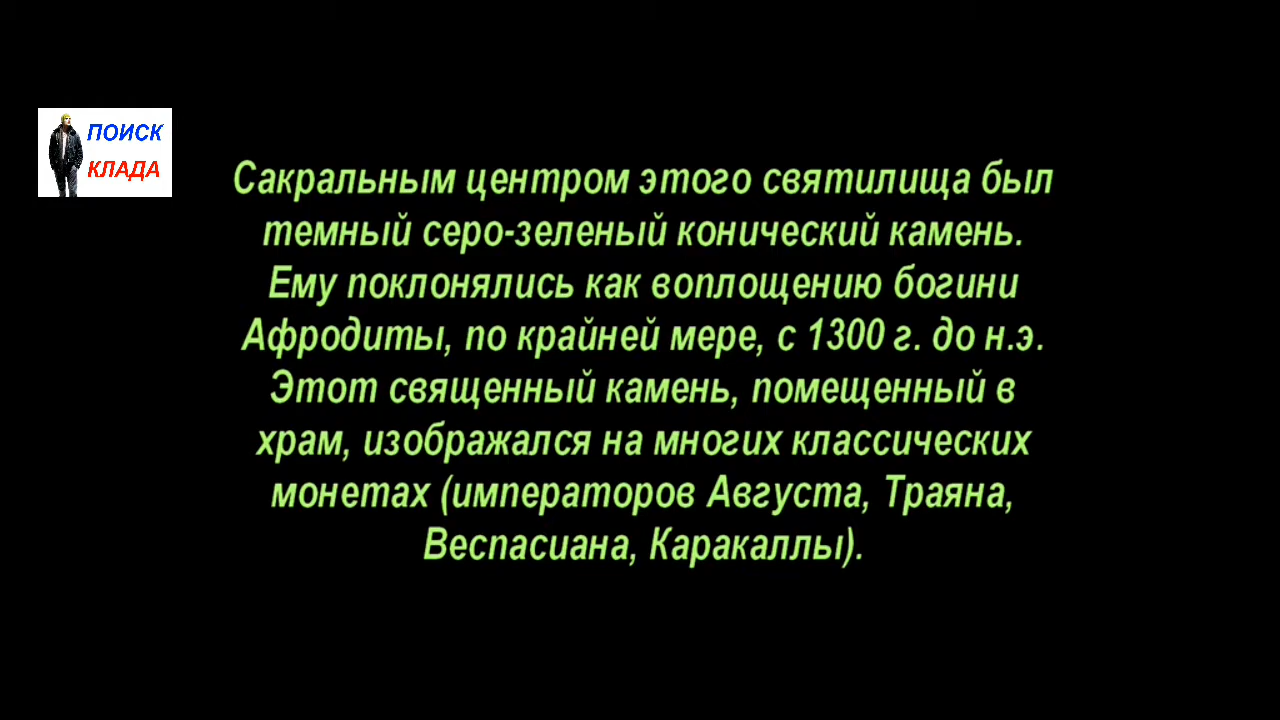 ПОИСК
КЛАДА
Сакральным центром этого святилища был
темный серо-зеленый конический камень.
Ему поклонялись как воплощению богини
Афродиты, по крайней мере, с 1300 г. до н.э.
Этот священный камень, помещенный в
храм, изображался на многих классических
монетах (императоров Августа, Траяна,
Веспасиана, Каракаллы).